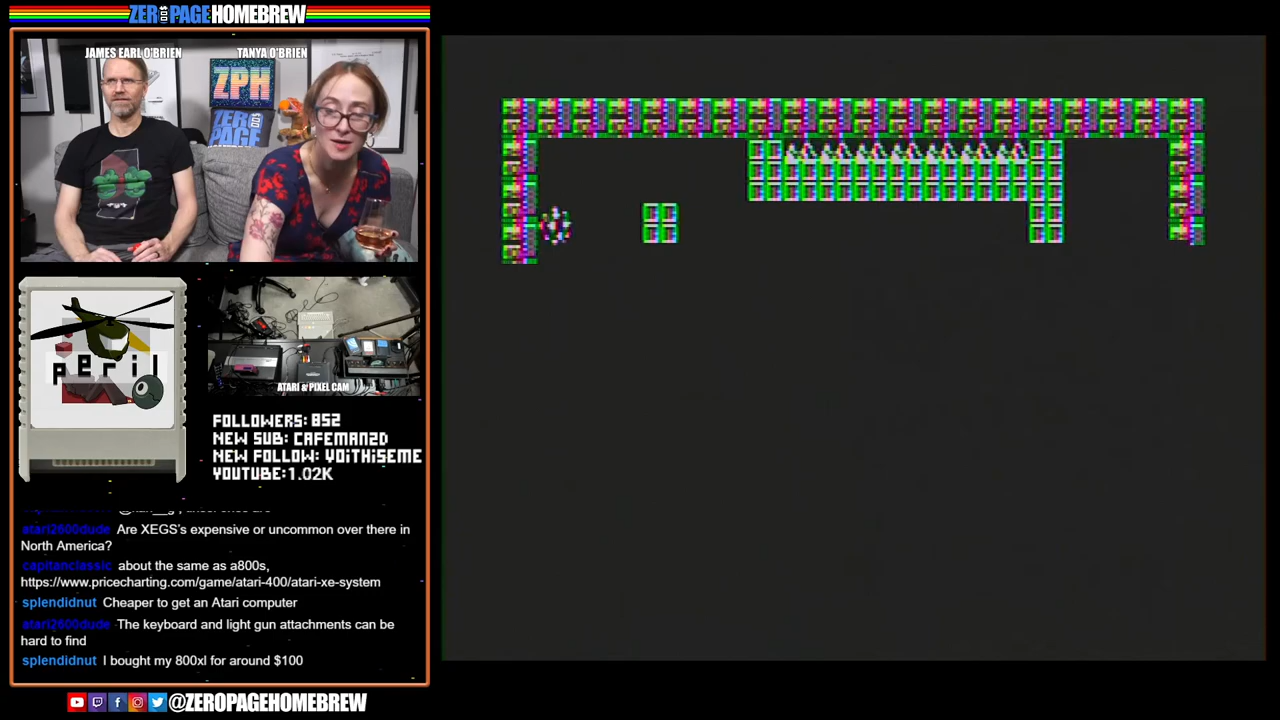 ZERO $00 PAGE HOMEBREW
JAMES EARL O'BRIEN
TANYA O'BRIEN
ZPH
ZERO
PAGE
peril
ATARI & PIXEL CAM
FOLLOWERS: 852
NEW SUB: CAFEMAN2D
NEW FOLLOW: VOITHISEME
YOUTUBE:1.02K
atari2600dude Are XEGS's expensive or uncommon over there in
North America?
capitanclassic about the same as a800s,
https://www.pricecharting.com/game/atari-400/atari-xe-system
splendidnut Cheaper to get an Atari computer
atari2600dude The keyboard and light gun attachments can be
hard to find
splendidnut I bought my 800xl for around $100
@ZEROPAGEHOMEBREW